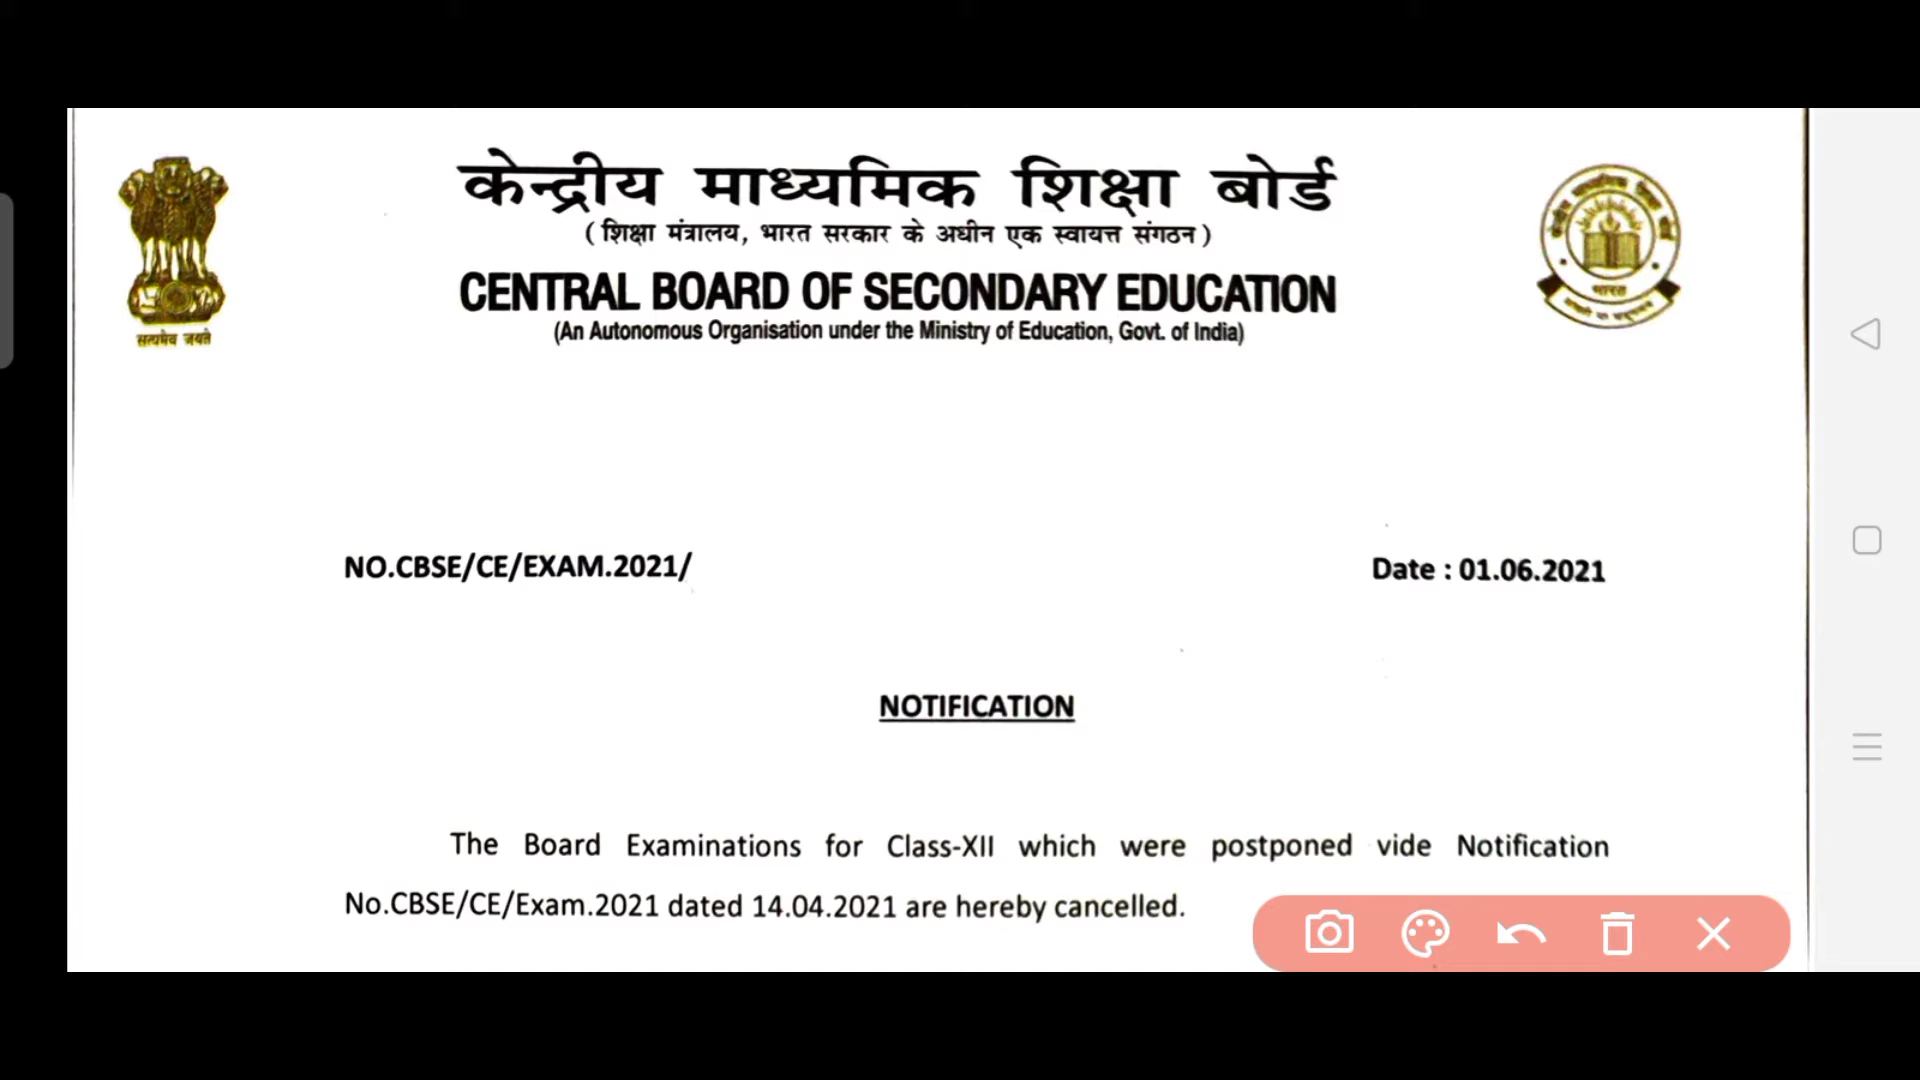 केन्द्रीय माध्यमिक शिक्षा बोर्ड
(शिक्षा मंत्रालय, भारत सरकार के अधीन एक स्वायत्त संगठन)
CENTRAL BOARD OF SECONDARY EDUCATION
(An Autonomous Organisation under the Ministry of Education, Govt. of India)
सत्यमेव जयते
भारत
NO.CBSE/CE/EXAM.2021/
Date : 01.06.2021
NOTIFICATION
The Board Examinations for Class-XII which were postponed vide Notification
No.CBSE/CE/Exam.2021 dated 14.04.2021 are hereby cancelled.